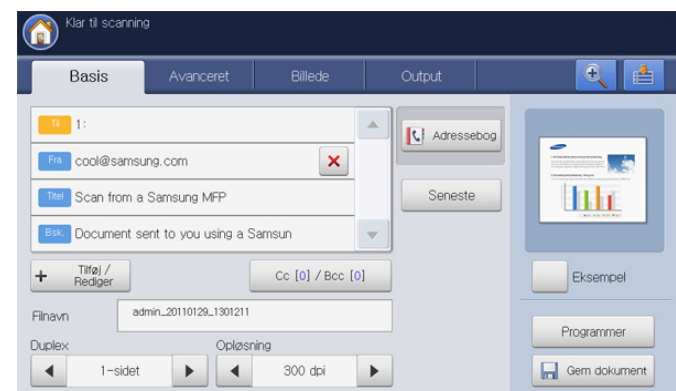 Klar til scanning
Basis
Avanceret
Billede
Output
Til 1:
Fra cool@samsung.com
Titel Scan from a Samsung MFP
Bsk. Document sent to you using a Samsun
Adressebog
Seneste
+ Tilføj /
Rediger
Cc [0] / Bcc [0]
Eksempel
Filnavn admin_20110129_1301211
Duplex
Opløsning
1-sidet
300 dpi
Programmer
Gem dokument